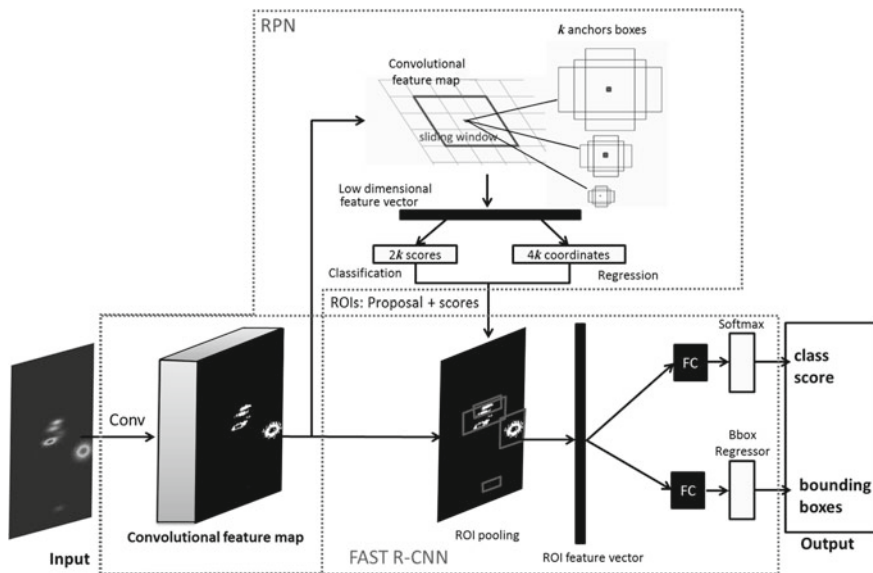 RPN
k anchors boxes
Convolutional
feature map
sliding window
Low dimensional
feature vector
2k scores
4k coordinates
Classification
Regression
ROIs: Proposal + scores
Softmax
FC
class
score
Conv
Bbox
Regressor
FC
bounding
boxes
Convolutional feature map
ROI pooling
ROI feature vector
Input
FAST R-CNN
Output